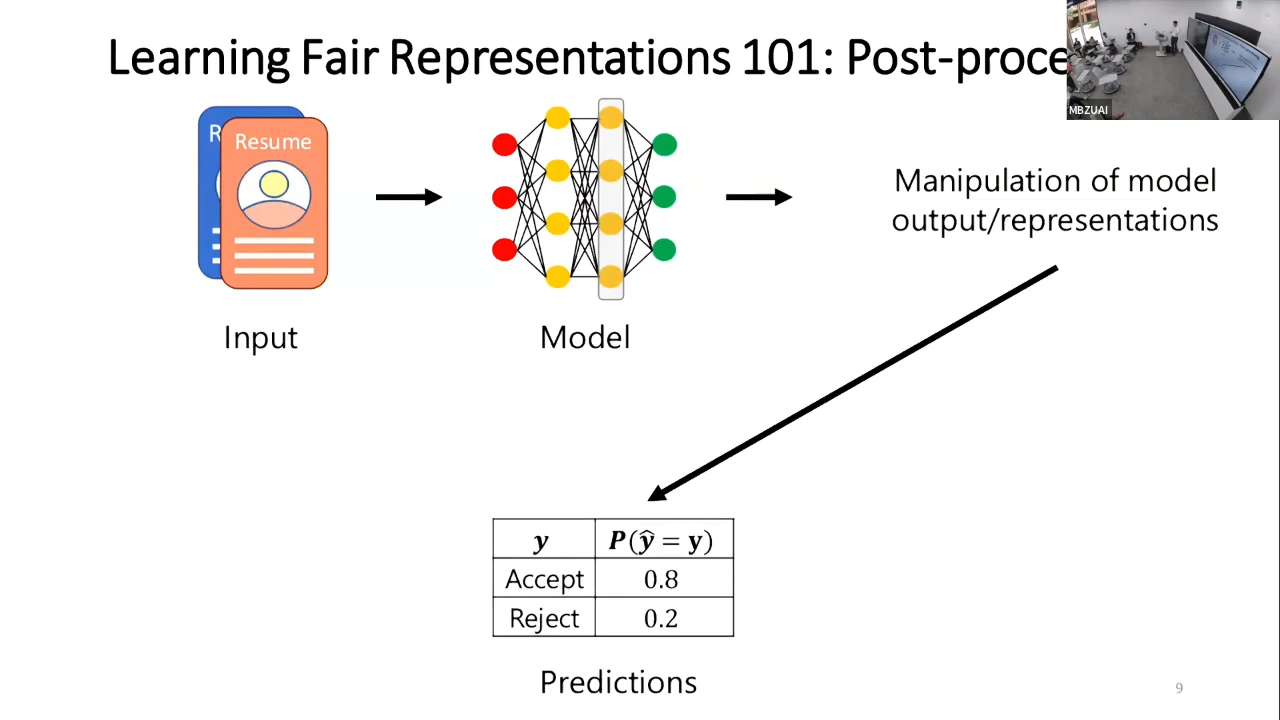 Learning Fair Representations 101: Post-proce
MBZUAI
Resume
Manipulation of model
output/representations
Input
Model
y P(ŷ = y)
Accept 0.8
Reject 0.2
Predictions
9